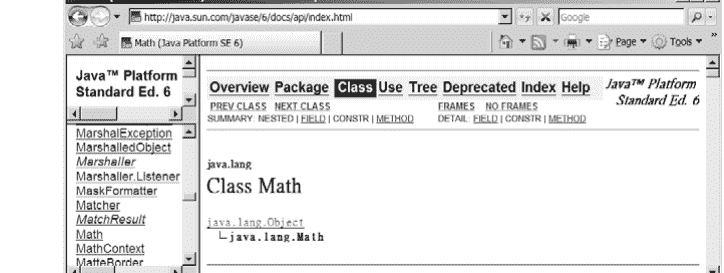 http://java.sun.com/javase/6/docs/api/index.html
Google
Math (Java Platform SE 6)
Page
Tools
Java™ Platform
Standard Ed. 6
MarshalException
MarshalledObject
Marshaller
Marshaller.Listener
MaskFormatter
Matcher
MatchResult
Math
MathContext
MatteBorder
Overview Package Class Use Tree Deprecated Index Help
Java™ Platform
Standard Ed. 6
PREV CLASS NEXT CLASS
FRAMES NO FRAMES
SUMMARY: NESTED | FIELD | CONSTR | METHOD
DETAIL: FIELD | CONSTR | METHOD
java.lang
Class Math
java.lang.Object
java.lang.Math